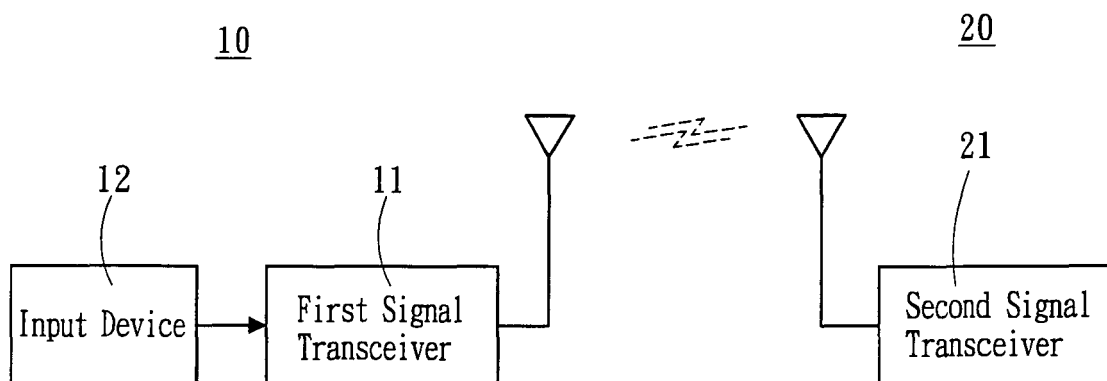 10
20
12
11
21
Input Device
First Signal
Transceiver
Second Signal
Transceiver